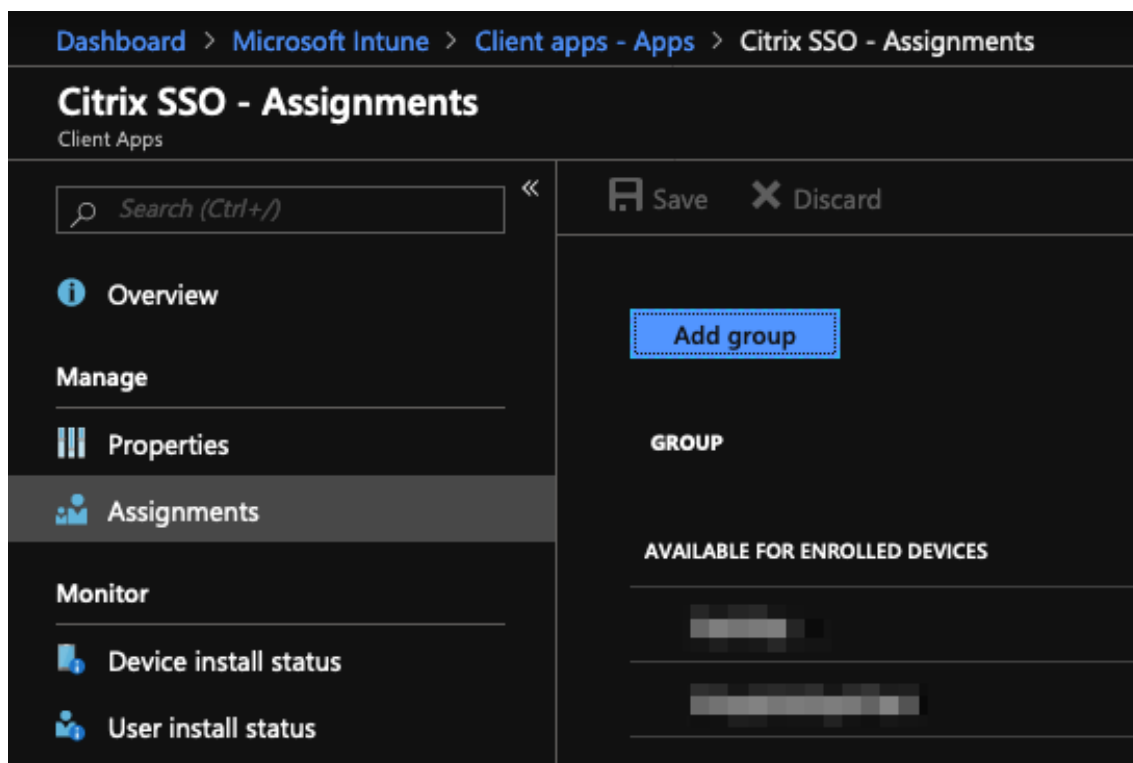 Dashboard > Microsoft Intune > Client apps - Apps > Citrix SSO - Assignments
Citrix SSO - Assignments
Client Apps
Search (Ctrl+/)
«
Save
Discard
Overview
Add group
Manage
Properties
GROUP
Assignments
AVAILABLE FOR ENROLLED DEVICES
Monitor
Device install status
User install status